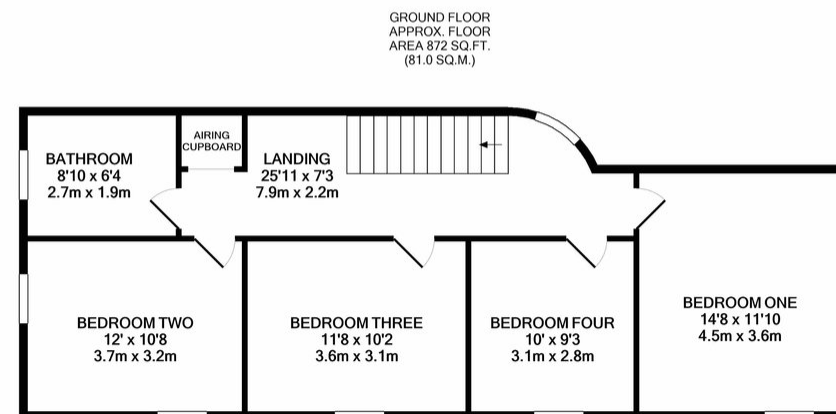 GROUND FLOOR
APPROX. FLOOR
AREA 872 SQ.FT.
(81.0 SQ.M.)
AIRING
CUPBOARD
BATHROOM
8'10 x 6'4
2.7m x 1.9m
LANDING
25'11 x 7'3
7.9m x 2.2m
BEDROOM TWO
12' x 10'8
3.7m x 3.2m
BEDROOM THREE
11'8 x 10'2
3.6m x 3.1m
BEDROOM FOUR
10' x 9'3
3.1m x 2.8m
BEDROOM ONE
14'8 x 11'10
4.5m x 3.6m